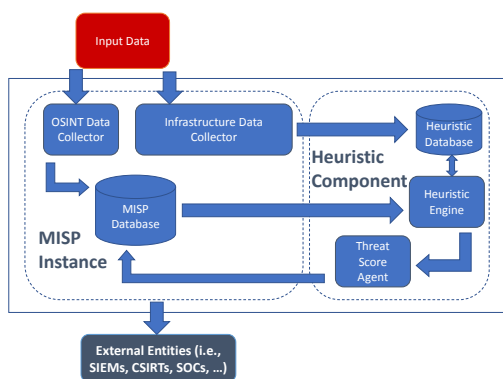 Input Data
OSINT Data
Collector
Infrastructure Data
Collector
Heuristic
Database
Heuristic
Component
MISP
Database
Heuristic
Engine
MISP
Instance
Threat
Score
Agent
External Entities (i.e.,
SIEMs, CSIRTs, SOCs, ...)